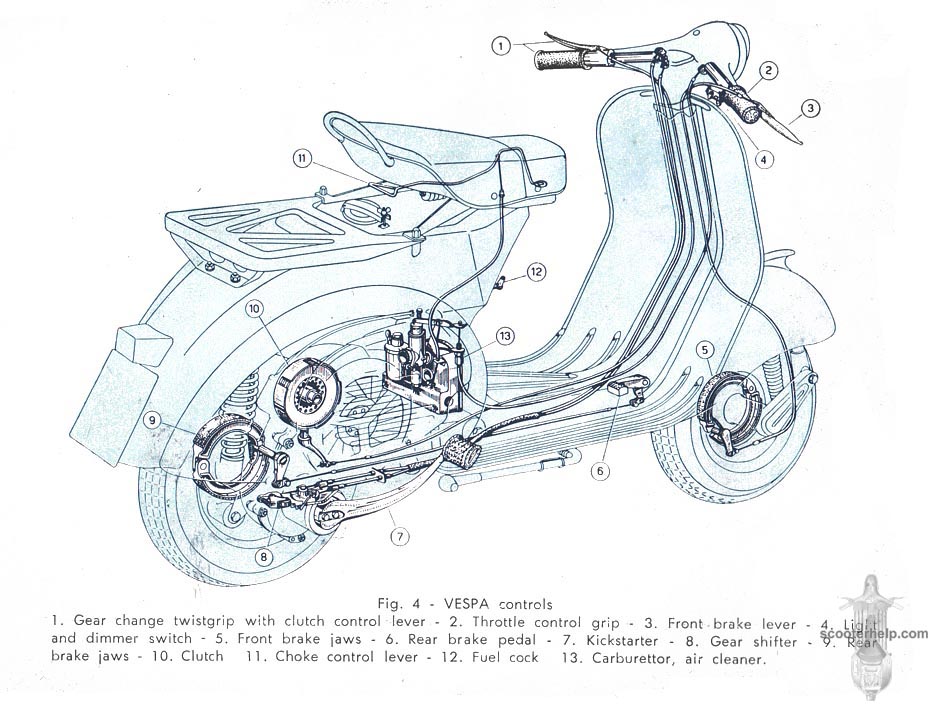 1
2
3
11
4
12
10
13
5
9
6
7
8
Fig. 4 - VESPA controls
1. Gear change twistgrip with clutch control lever - 2. Throttle control grip - 3. Front brake lever - 4. Light
and dimmer switch - 5. Front brake jaws - 6. Rear brake pedal - 7. Kickstarter - 8. Gear shifter - 9. Rear
brake jaws - 10. Clutch 11. Choke control lever - 12. Fuel cock 13. Carburettor, air cleaner.
scooterhelp.com